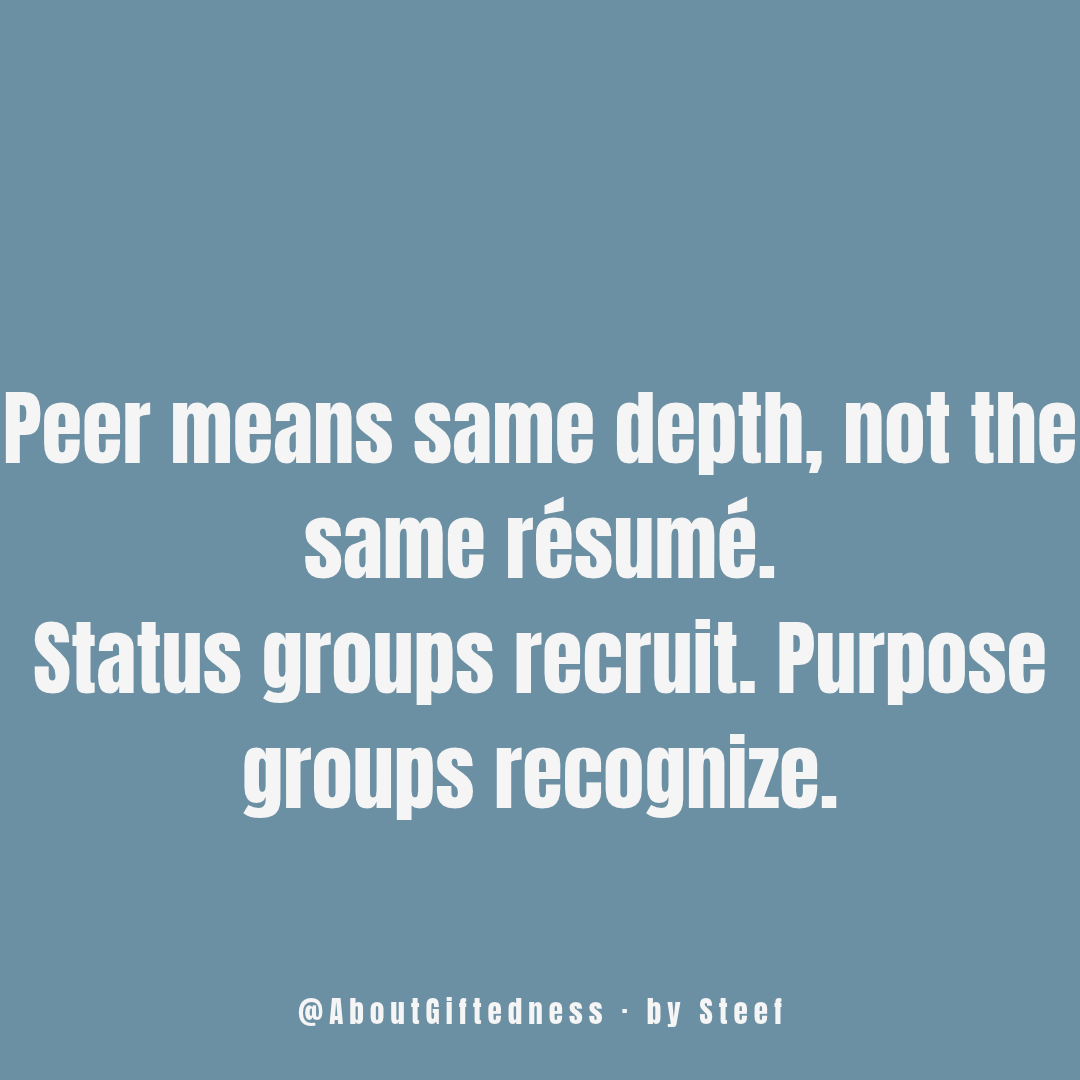 Peer means same depth, not the
same résumé.
Status groups recruit. Purpose
groups recognize.
@AboutGiftedness · by Steef